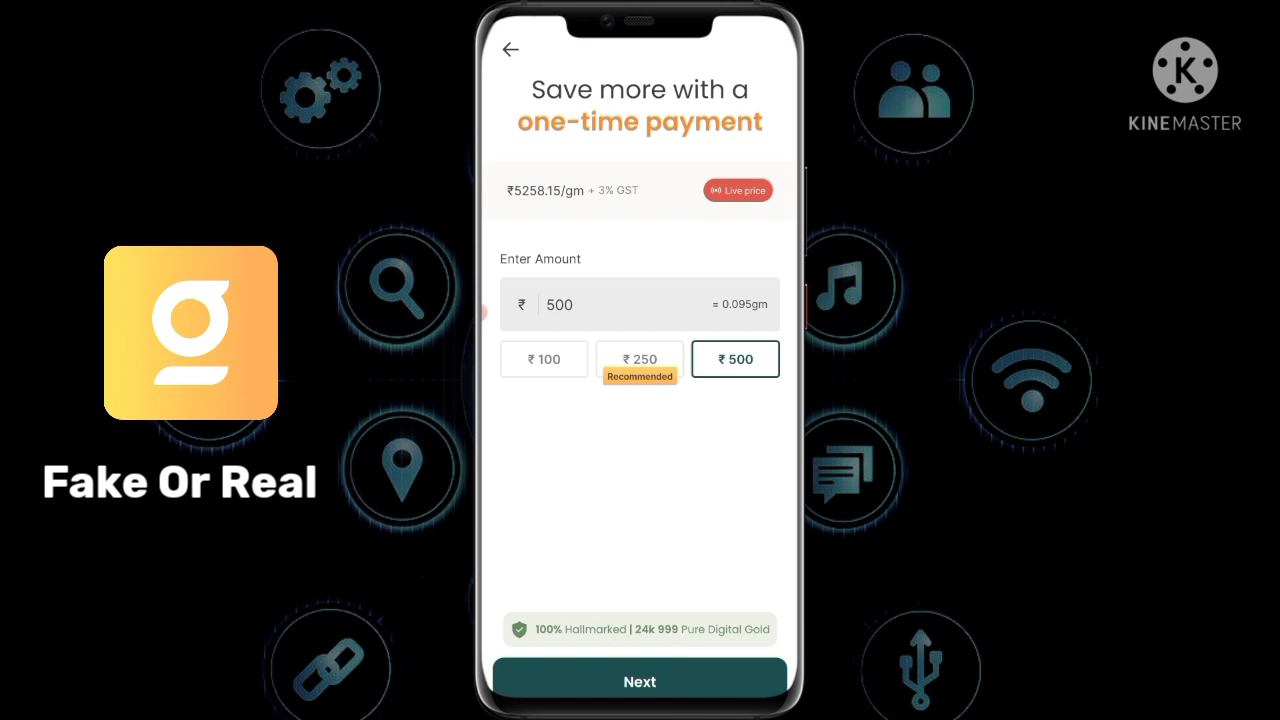 K
KINEMASTER
Save more with a
one-time payment
₹5258.15/gm + 3% GST
Live price
Enter Amount
₹ 500 = 0.095gm
₹ 100 ₹ 250 ₹ 500
Recommended
g
Fake Or Real
100% Hallmarked | 24k 999 Pure Digital Gold
Next